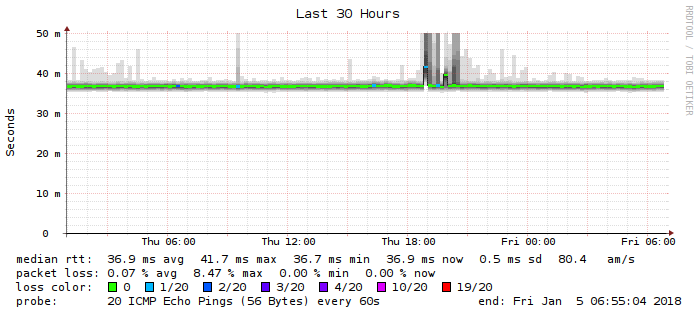 Last 30 Hours
RRDTOOL / TOBI OETIKER
Seconds
50 m
40 m
30 m
20 m
10 m
0
Thu 06:00 Thu 12:00 Thu 18:00 Fri 00:00 Fri 06:00
median rtt: 36.9 ms avg 41.7 ms max 36.7 ms min 36.9 ms now 0.5 ms sd 80.4 am/s
packet loss: 0.07 % avg 8.47 % max 0.00 % min 0.00 % now
loss color: 0 1/20 2/20 3/20 4/20 10/20 19/20
probe: 20 ICMP Echo Pings (56 Bytes) every 60s end: Fri Jan 5 06:55:04 2018